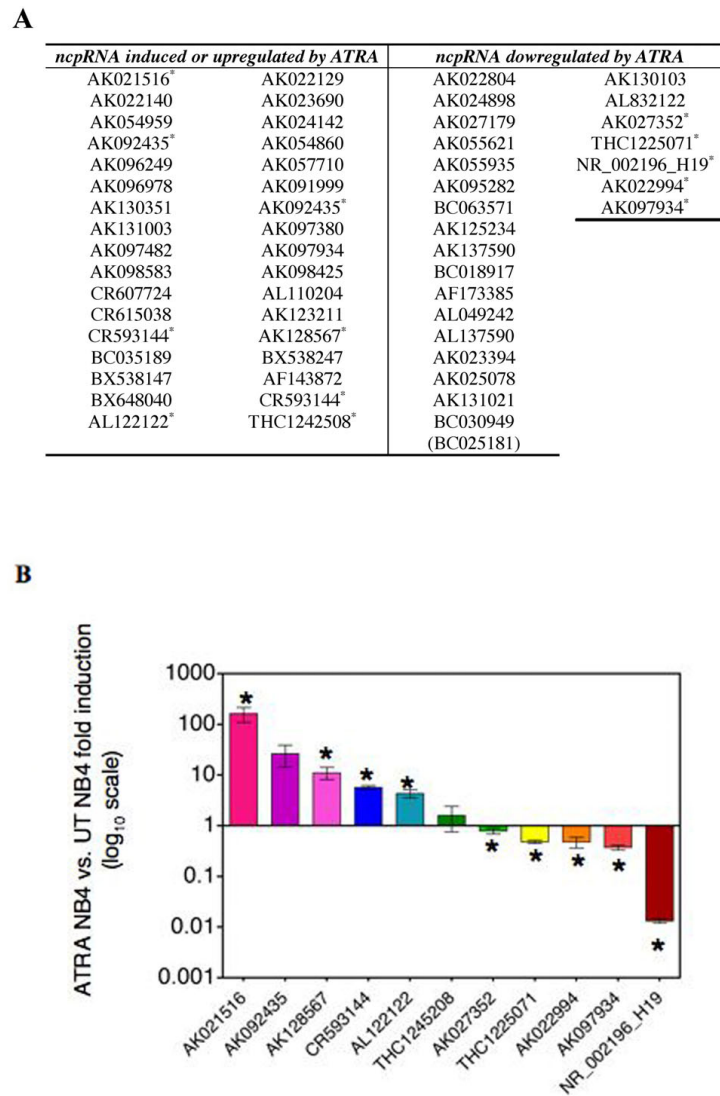 A
ncpRNA induced or upregulated by ATRA ncpRNA dowregulated by ATRA
AK021516* AK022129 AK022804 AK130103
AK022140 AK023690 AK024898 AL832122
AK054959 AK024142 AK027179 AK027352*
AK092435* AK054860 AK055621 THC1225071*
AK096249 AK057710 AK055935 NR_002196_H19*
AK096978 AK091999 AK095282 AK022994*
AK130351 AK092435* BC063571 AK097934*
AK131003 AK097380 AK125234
AK097482 AK097934 AK137590
AK098583 AK098425 BC018917
CR607724 AL110204 AF173385
CR615038 AK123211 AL049242
CR593144* AK128567* AL137590
BC035189 BX538247 AK023394
BX538147 AF143872 AK025078
BX648040 CR593144* AK131021
AL122122* THC1242508* BC030949
(BC025181)
B
ATRA NB4 vs. UT NB4 fold induction
(log10 scale)
1000
100
10
1
0.1
0.01
0.001
* * * * * * * * *
AK021516
AK092435
AK128567
CR593144
AL122122
THC1245208
AK027352
THC1225071
AK022994
AK097934
NR_002196_H19